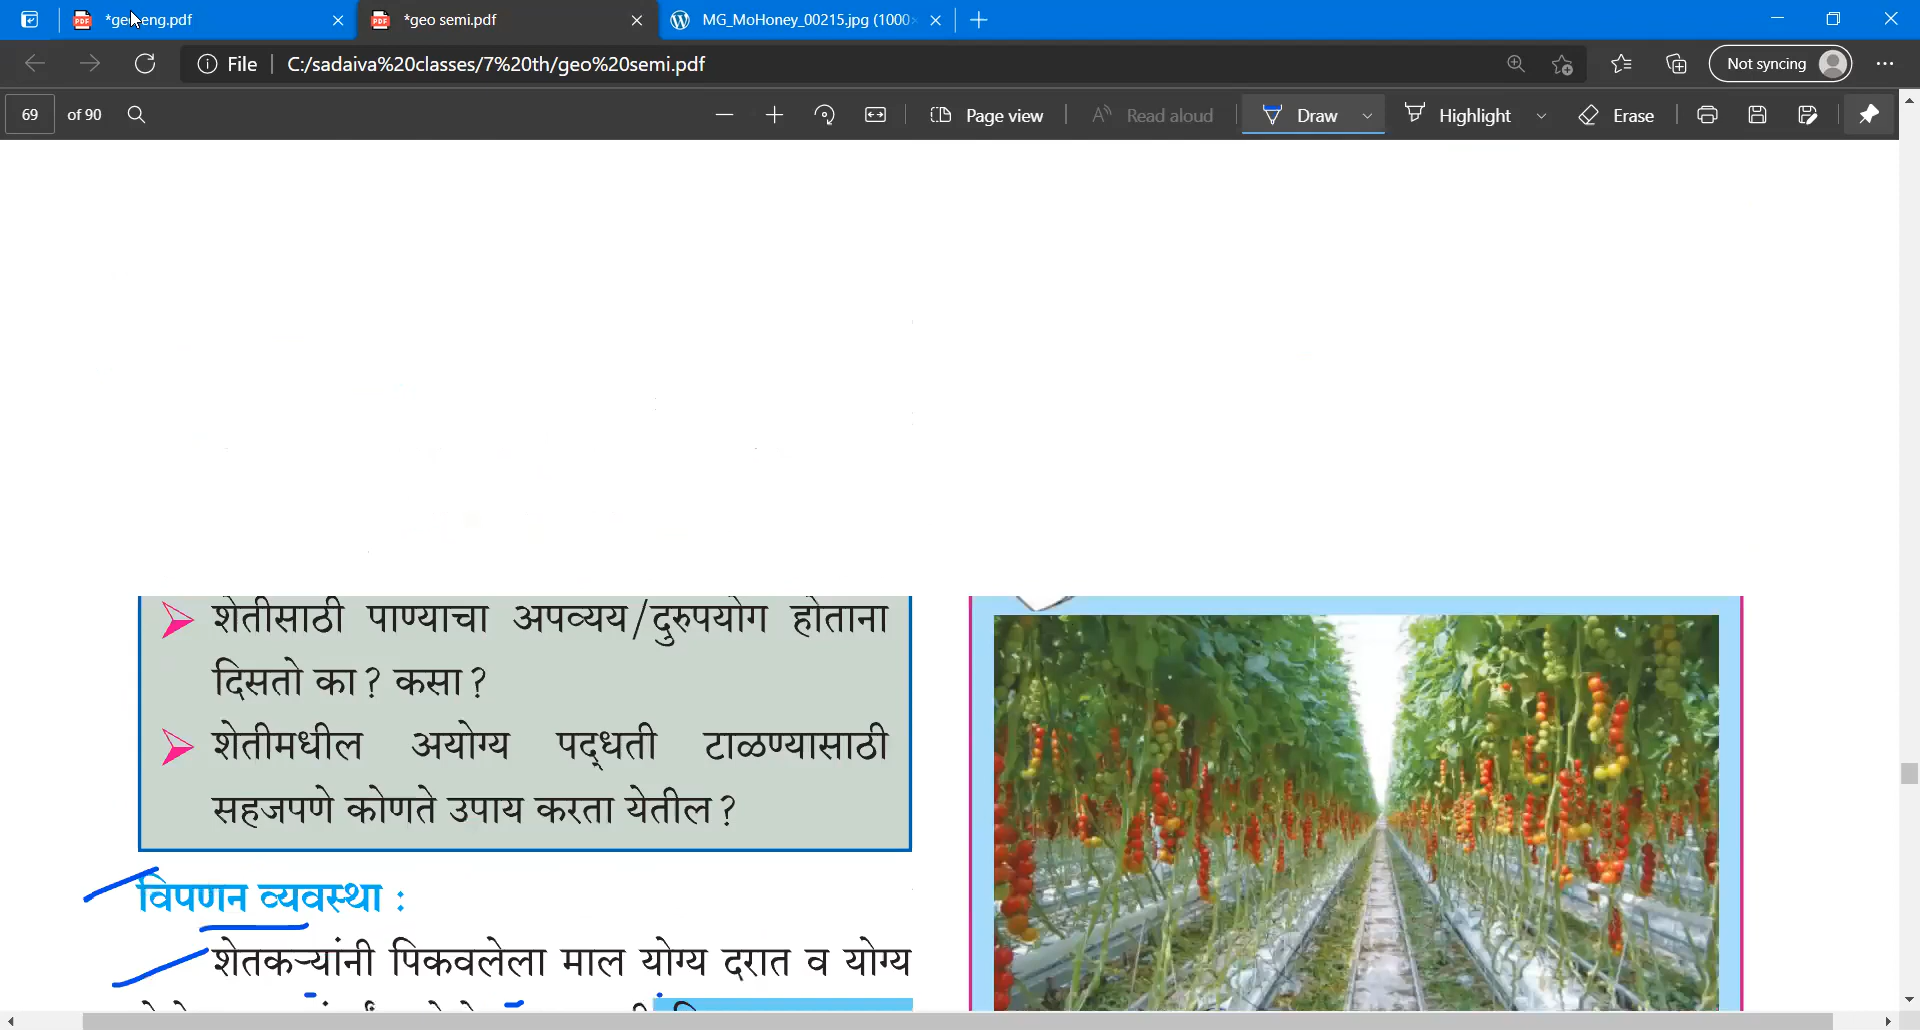 *geo eng.pdf
*geo semi.pdf
MG_MoHoney_00215.jpg (1000
File
C:/sadaiva%20classes/7%20th/geo%20semi.pdf
Not syncing
69
of 90
Page view
Read aloud
Draw
Highlight
Erase
शेतीसाठी पाण्याचा अपव्यय/दुरुपयोग होताना
दिसतो का? कसा?
शेतीमधील अयोग्य पद्धती टाळण्यासाठी
सहजपणे कोणते उपाय करता येतील?
विपणन व्यवस्था :
शेतकऱ्यांनी पिकवलेला माल योग्य दरात व योग्य